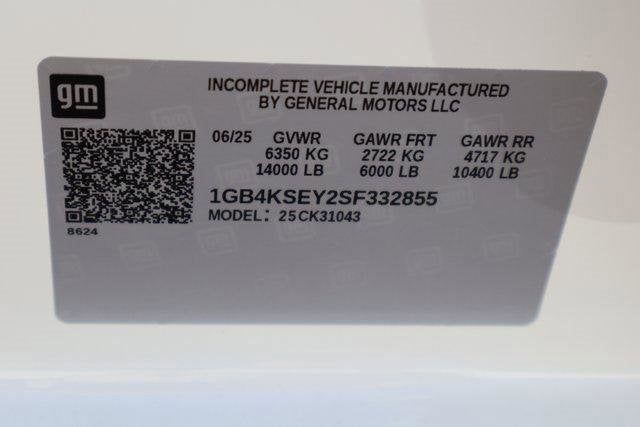 gm
INCOMPLETE VEHICLE MANUFACTURED
BY GENERAL MOTORS LLC
06/25 GVWR GAWR FRT GAWR RR
6350 KG 2722 KG 4717 KG
14000 LB 6000 LB 10400 LB
1GB4KSEY2SF332855
MODEL: 25CK31043
8624